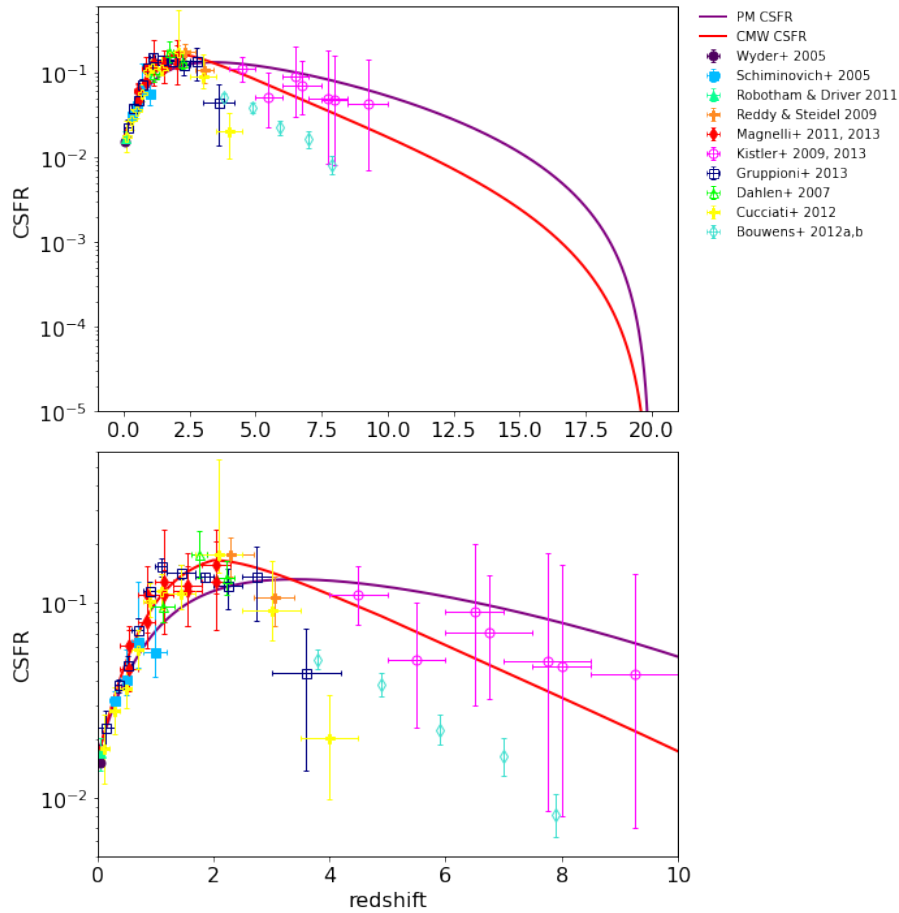 PM CSFR
CMW CSFR
Wyder+ 2005
Schiminovich+ 2005
Robotham & Driver 2011
Reddy & Steidel 2009
Magnelli+ 2011, 2013
Kistler+ 2009, 2013
Gruppioni+ 2013
Dahlen+ 2007
Cucciati+ 2012
Bouwens+ 2012a,b
CSFR
10⁻¹
10⁻²
10⁻³
10⁻⁴
10⁻⁵
0.0 2.5 5.0 7.5 10.0 12.5 15.0 17.5 20.0
CSFR
10⁻¹
10⁻²
0 2 4 6 8 10
redshift